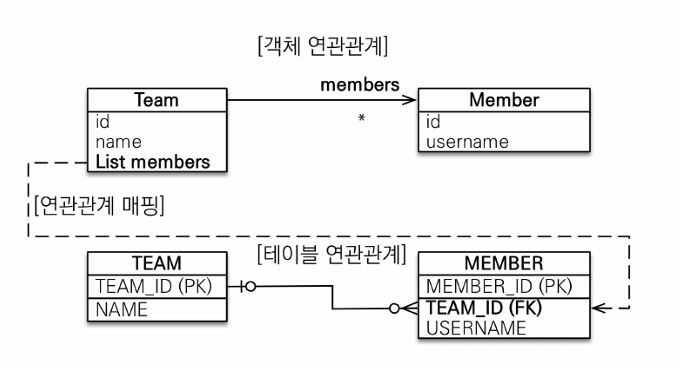 [객체 연관관계]
members
Team
Member
*
id
name
List members
id
username
[연관관계 매핑]
[테이블 연관관계]
TEAM
TEAM_ID (PK)
NAME
MEMBER
MEMBER_ID (PK)
TEAM_ID (FK)
USERNAME